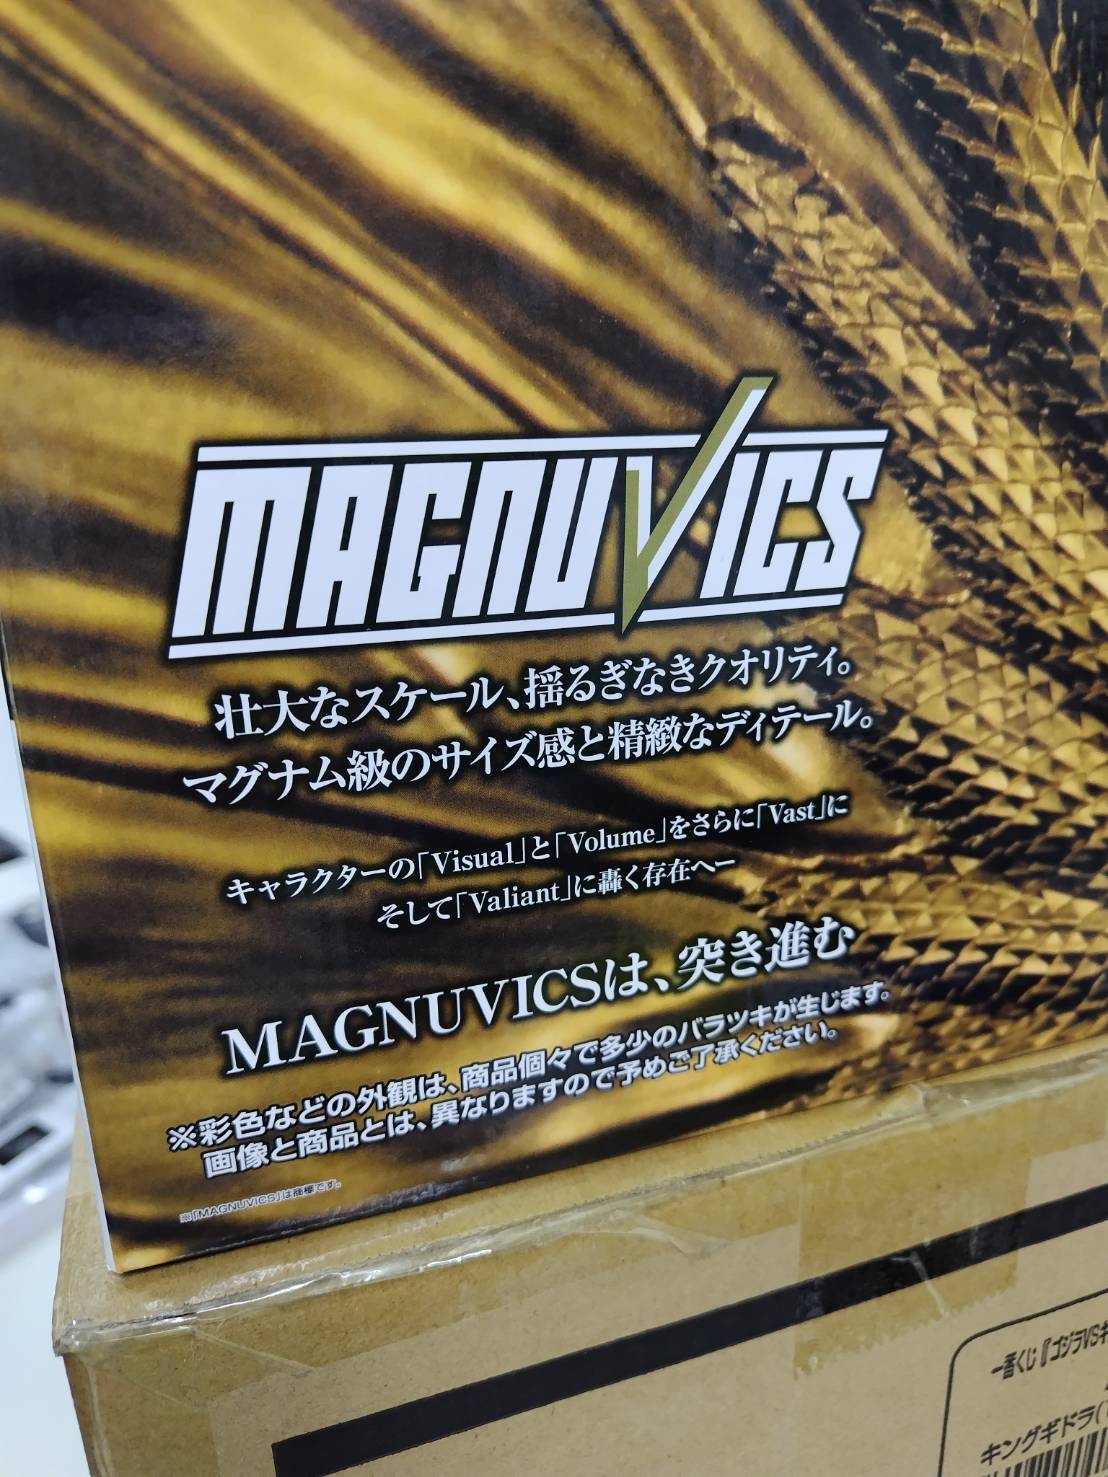 MAGNUVICS
壮大なスケール、揺るぎなきクオリティ。
マグナム級のサイズ感と精緻なディテール。
キャラクターの「Visual」と「Volume」をさらに「Vast」に
そして「Valiant」に轟く存在へ―
MAGNUVICSは、突き進む
※彩色などの外観は、商品個々で多少のバラツキが生じます。
画像と商品とは、異なりますので予めご了承ください。
※「MAGNUVICS」は商標です。
一番くじ『ゴジラVSキ
キングギドラ(